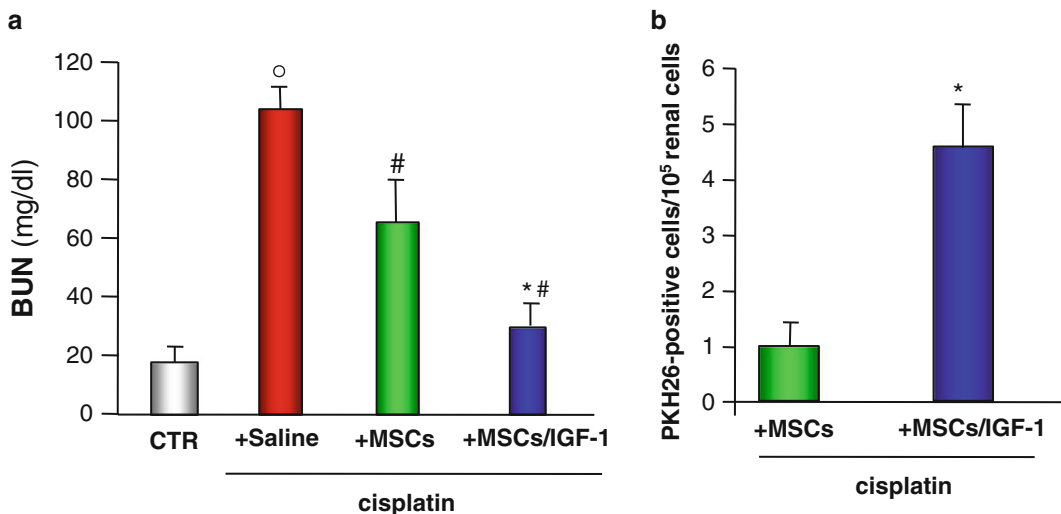 a
BUN (mg/dl)
120
100
80
60
40
20
0
○
#
* #
CTR
+Saline
+MSCs
+MSCs/IGF-1
cisplatin
b
PKH26-positive cells/10⁵ renal cells
6
5
4
3
2
1
0
*
+MSCs
+MSCs/IGF-1
cisplatin